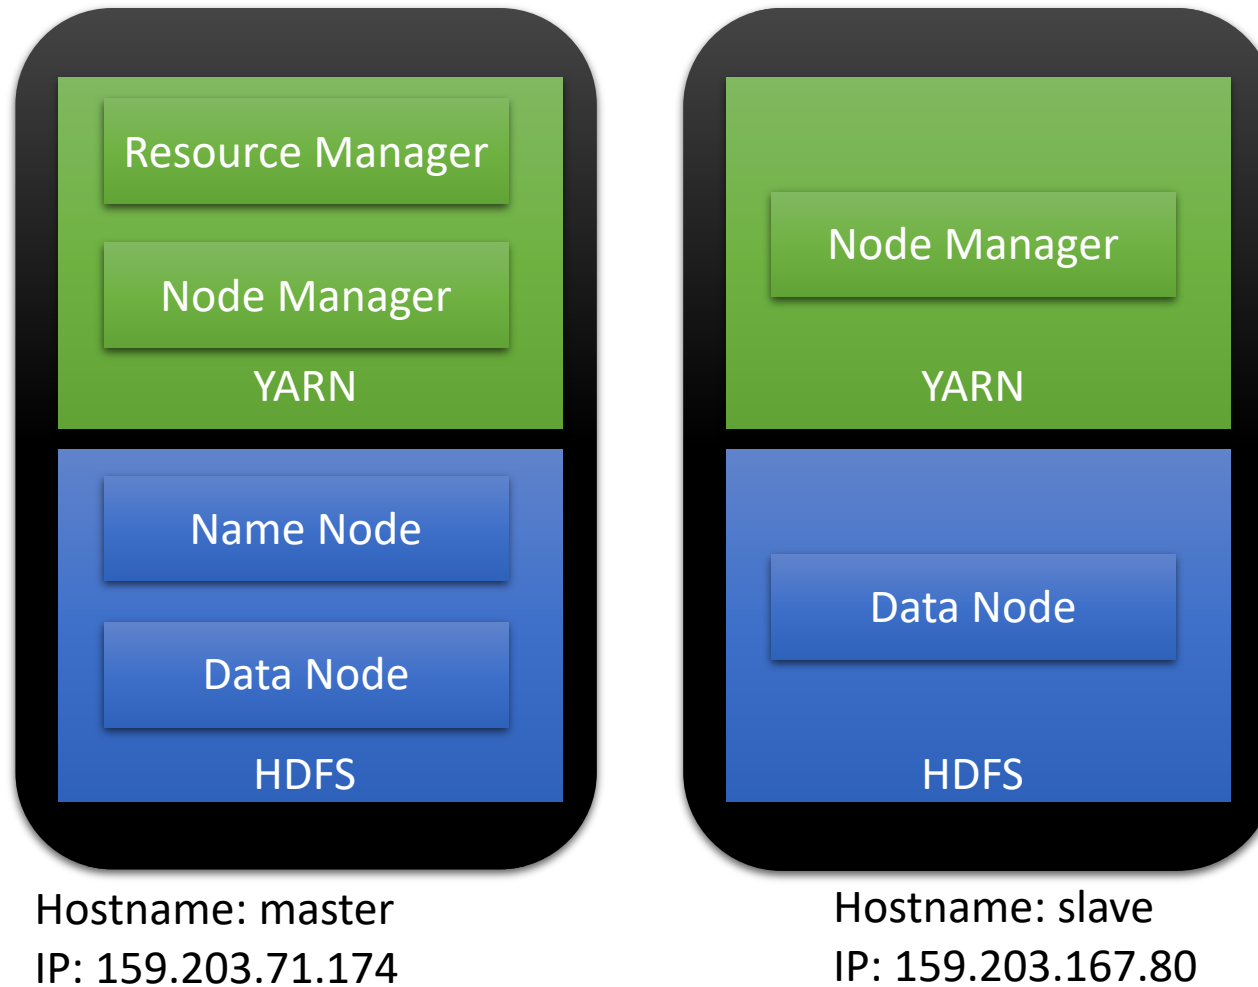 Resource Manager
Node Manager
YARN
Name Node
Data Node
HDFS
Hostname: master
IP: 159.203.71.174
Node Manager
YARN
Data Node
HDFS
Hostname: slave
IP: 159.203.167.80